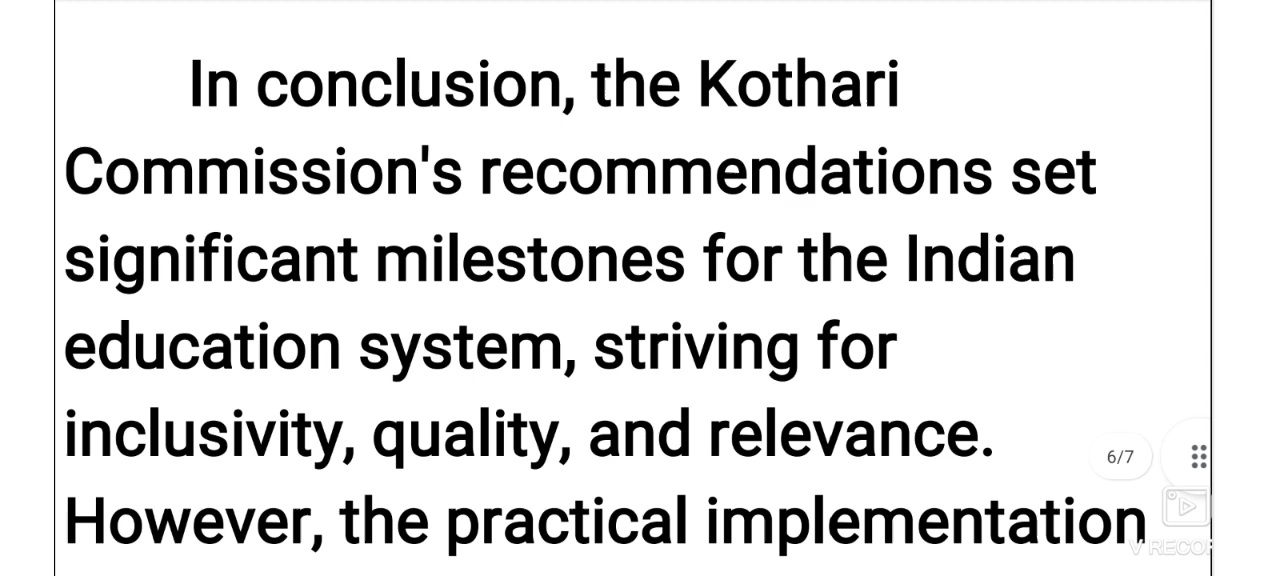 In conclusion, the Kothari
Commission's recommendations set
significant milestones for the Indian
education system, striving for
inclusivity, quality, and relevance.
6/7
However, the practical implementation
V RECOR